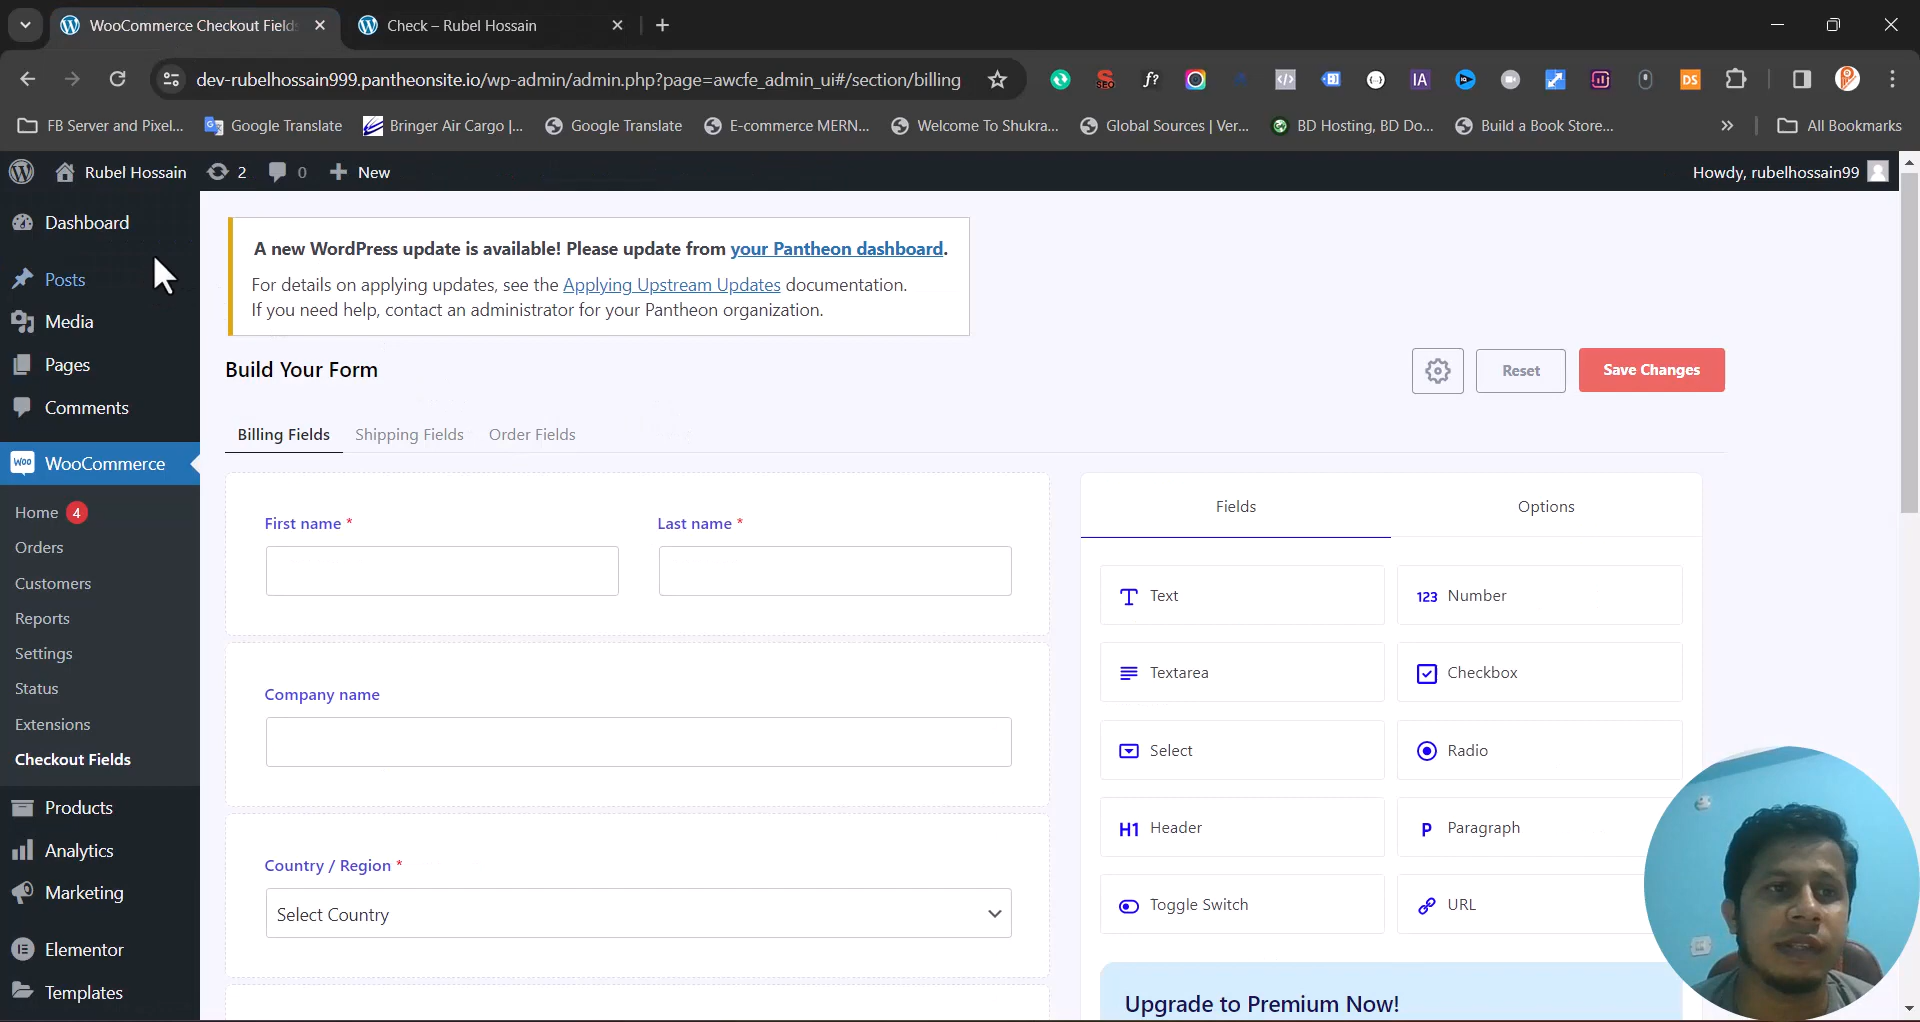 WooCommerce Checkout Field
Check – Rubel Hossain
dev-rubelhossain999.pantheonsite.io/wp-admin/admin.php?page=awcfe_admin_ui#/section/billing
SEO
f?
IA
DS
FB Server and Pixel...
Google Translate
Bringer Air Cargo |...
Google Translate
E-commerce MERN...
Welcome To Shukra...
Global Sources | Ver...
BD Hosting, BD Do...
Build a Book Store...
»
All Bookmarks
Rubel Hossain
2
0
New
Howdy, rubelhossain99
Dashboard
Posts
Media
Pages
Comments
Woo
WooCommerce
Home 4
Orders
Customers
Reports
Settings
Status
Extensions
Checkout Fields
Products
Analytics
Marketing
Elementor
Templates
A new WordPress update is available! Please update from your Pantheon dashboard.
For details on applying updates, see the Applying Upstream Updates documentation.
If you need help, contact an administrator for your Pantheon organization.
Build Your Form
Reset
Save Changes
Billing Fields
Shipping Fields
Order Fields
First name *
Last name *
Company name
Country / Region *
Select Country
Fields
Options
Text
123 Number
Textarea
Checkbox
Select
Radio
H1 Header
P Paragraph
Toggle Switch
URL
Upgrade to Premium Now!